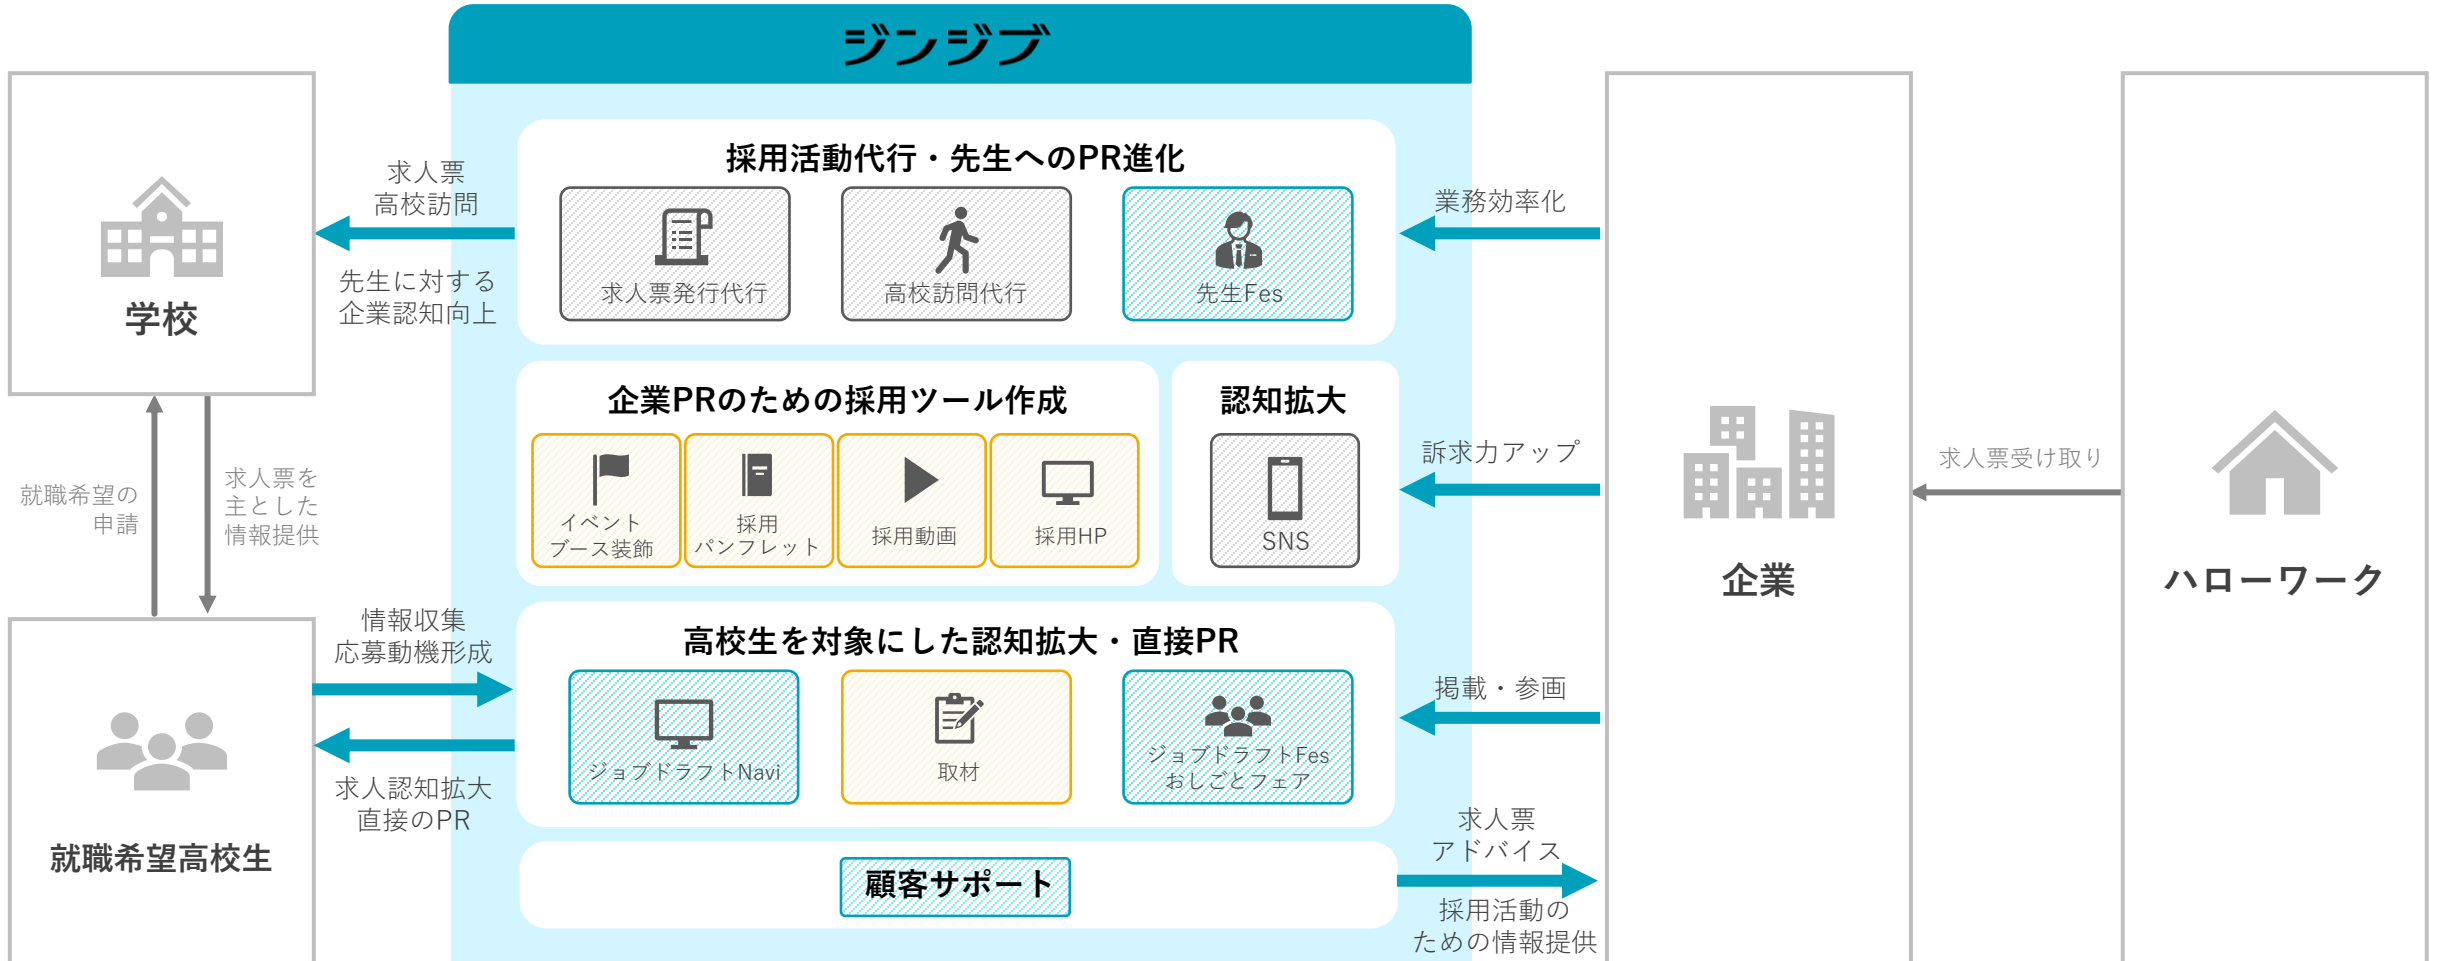 ジンジブ
採用活動代行・先生へのPR進化
求人票発行代行
高校訪問代行
先生Fes
求人票
高校訪問
先生に対する
企業認知向上
学校
業務効率化
企業PRのための採用ツール作成
イベント
ブース装飾
採用
パンフレット
採用動画
採用HP
認知拡大
SNS
訴求力アップ
求人票受け取り
就職希望の
申請
求人票を
主とした
情報提供
企業
ハローワーク
情報収集
応募動機形成
高校生を対象にした認知拡大・直接PR
ジョブドラフトNavi
取材
ジョブドラフトFes
おしごとフェア
掲載・参画
求人認知拡大
直接のPR
就職希望高校生
顧客サポート
求人票
アドバイス
採用活動の
ための情報提供